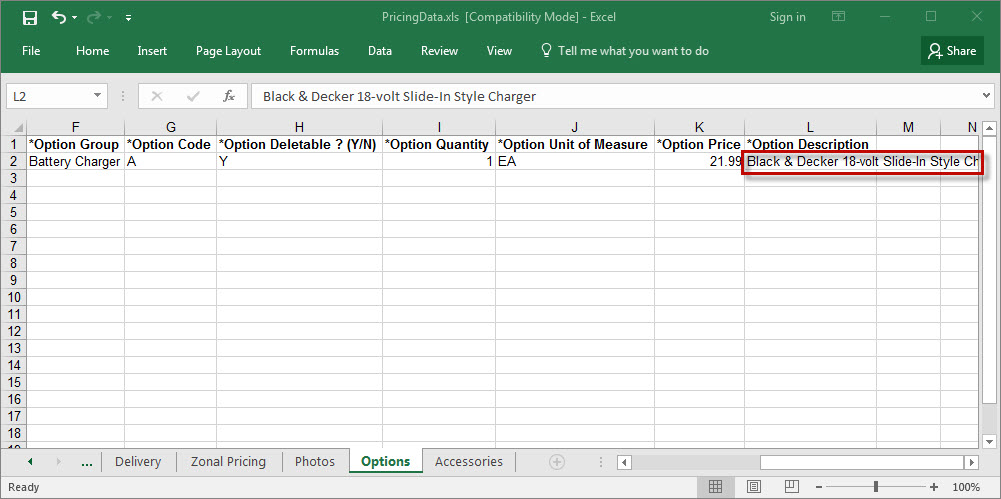 PricingData.xls [Compatibility Mode] - Excel
Sign in
File Home Insert Page Layout Formulas Data Review View Tell me what you want to do Share
L2 fx Black & Decker 18-volt Slide-In Style Charger
F G H I J K L M N
1 *Option Group *Option Code *Option Deletable ? (Y/N) *Option Quantity *Option Unit of Measure *Option Price *Option Description
2 Battery Charger A Y 1 EA 21.99 Black & Decker 18-volt Slide-In Style Ch
3
4
5
6
7
8
9
10
11
12
13
14
15
16
17
18
... Delivery Zonal Pricing Photos Options Accessories
Ready 100%